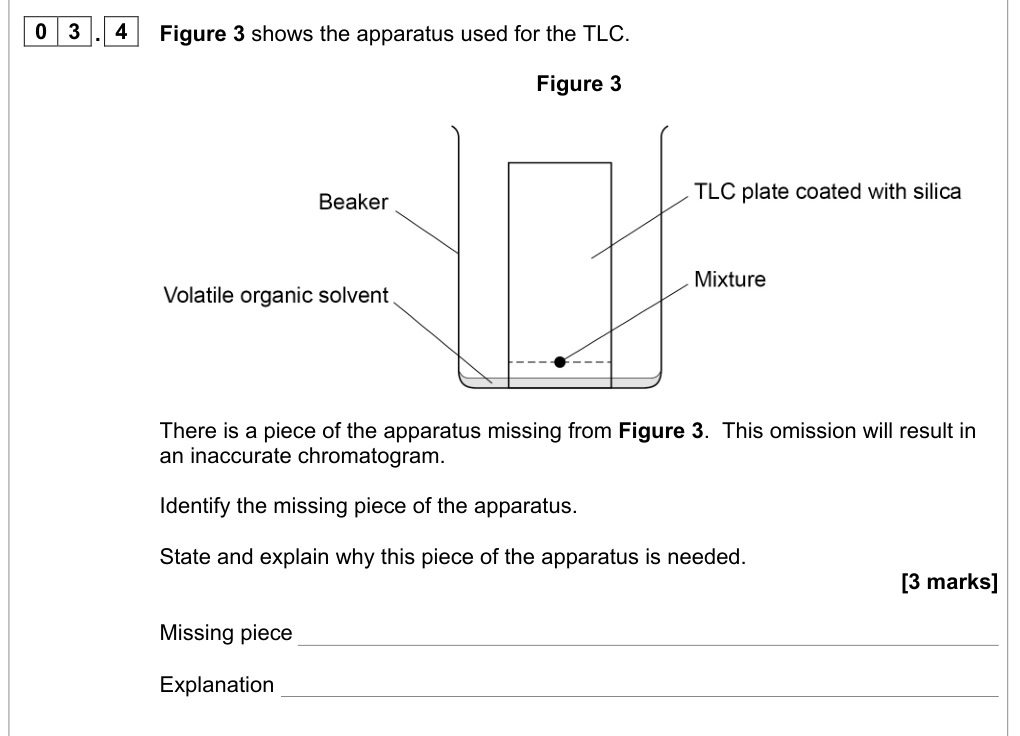 03.4 Figure 3 shows the apparatus used for the TLC.
Figure 3
Beaker
TLC plate coated with silica
Mixture
Volatile organic solvent
There is a piece of the apparatus missing from Figure 3. This omission will result in
an inaccurate chromatogram.
Identify the missing piece of the apparatus.
State and explain why this piece of the apparatus is needed.
[3 marks]
Missing piece
Explanation